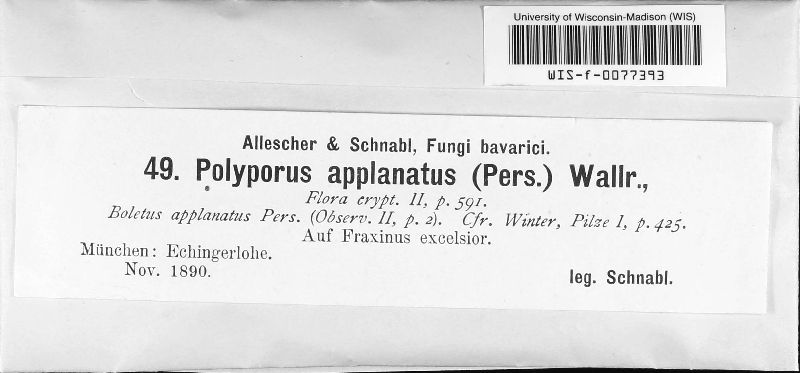 University of Wisconsin-Madison (WIS)
WIS-f-0077393
Allescher & Schnabl, Fungi bavarici.
49. Polyporus applanatus (Pers.) Wallr.,
Flora crypt. II, p. 591.
Boletus applanatus Pers. (Observ. II, p. 2). Cfr. Winter, Pilze I, p. 425.
Auf Fraxinus excelsior.
München: Echingerlohe.
Nov. 1890.
leg. Schnabl.